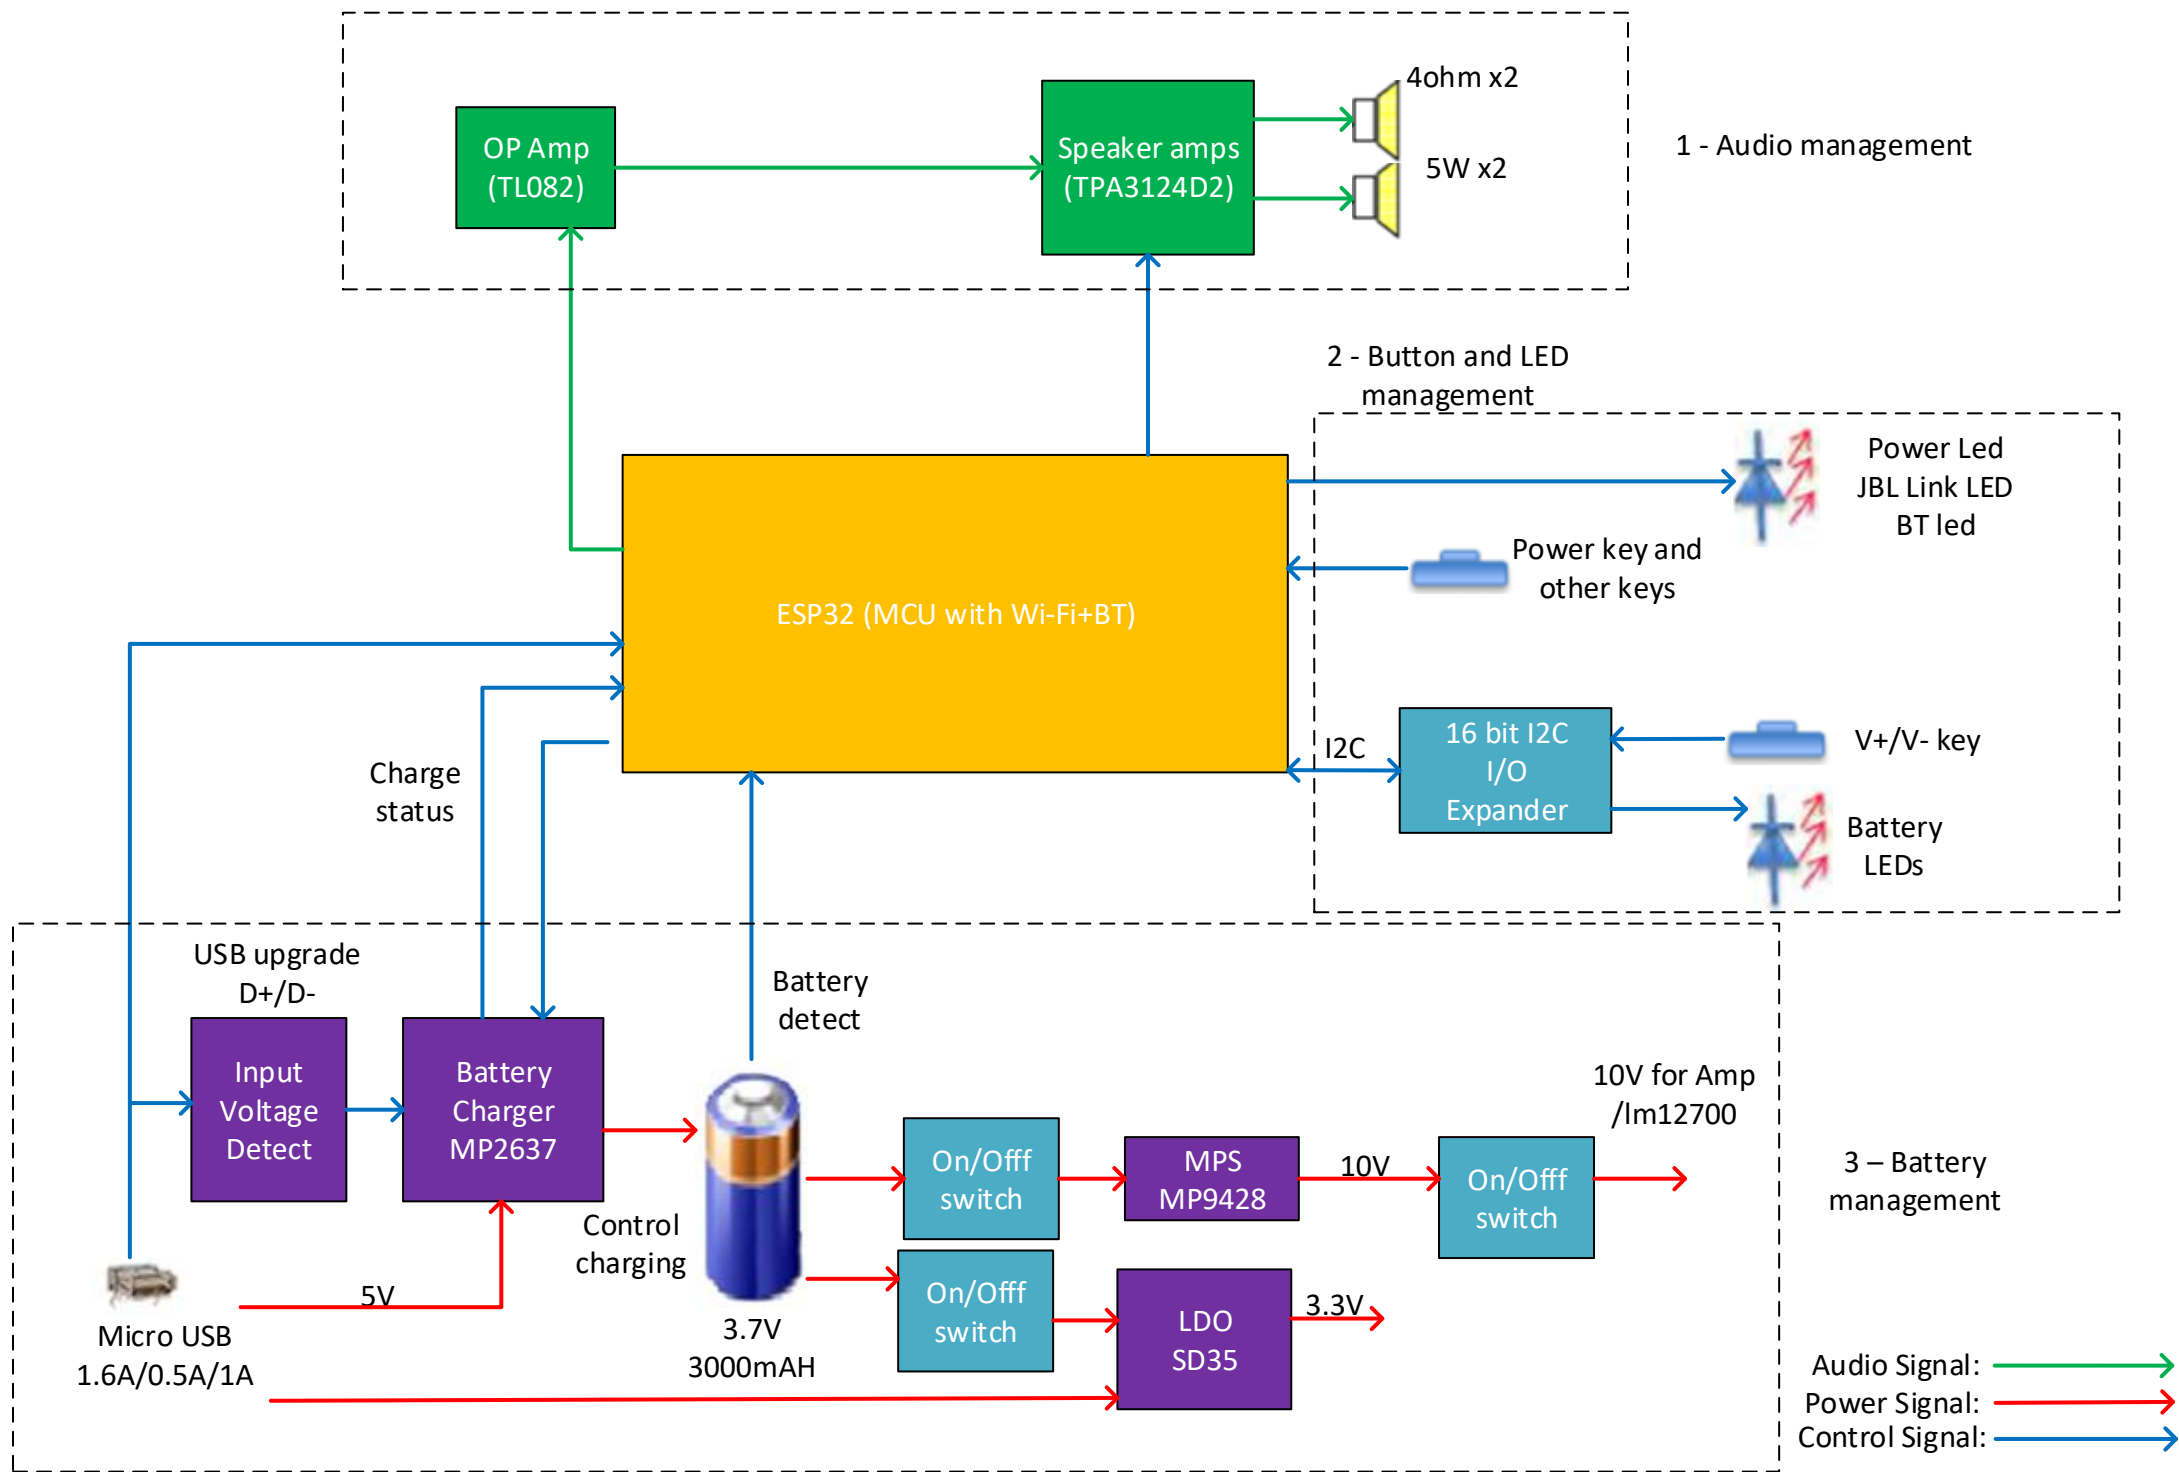 4ohm x2
OP Amp
(TL082)
Speaker amps
(TPA3124D2)
5W x2
1 - Audio management
2 - Button and LED
management
Power Led
JBL Link LED
BT led
Power key and
other keys
ESP32 (MCU with Wi-Fi+BT)
I2C
16 bit I2C
I/O
Expander
V+/V- key
Battery
LEDs
Charge
status
USB upgrade
D+/D-
Battery
detect
Input
Voltage
Detect
Battery
Charger
MP2637
Control
charging
On/Offf
switch
MPS
MP9428
10V
On/Offf
switch
10V for Amp
/lm12700
3 – Battery
management
5V
Micro USB
1.6A/0.5A/1A
3.7V
3000mAH
On/Offf
switch
LDO
SD35
3.3V
Audio Signal:
Power Signal:
Control Signal: